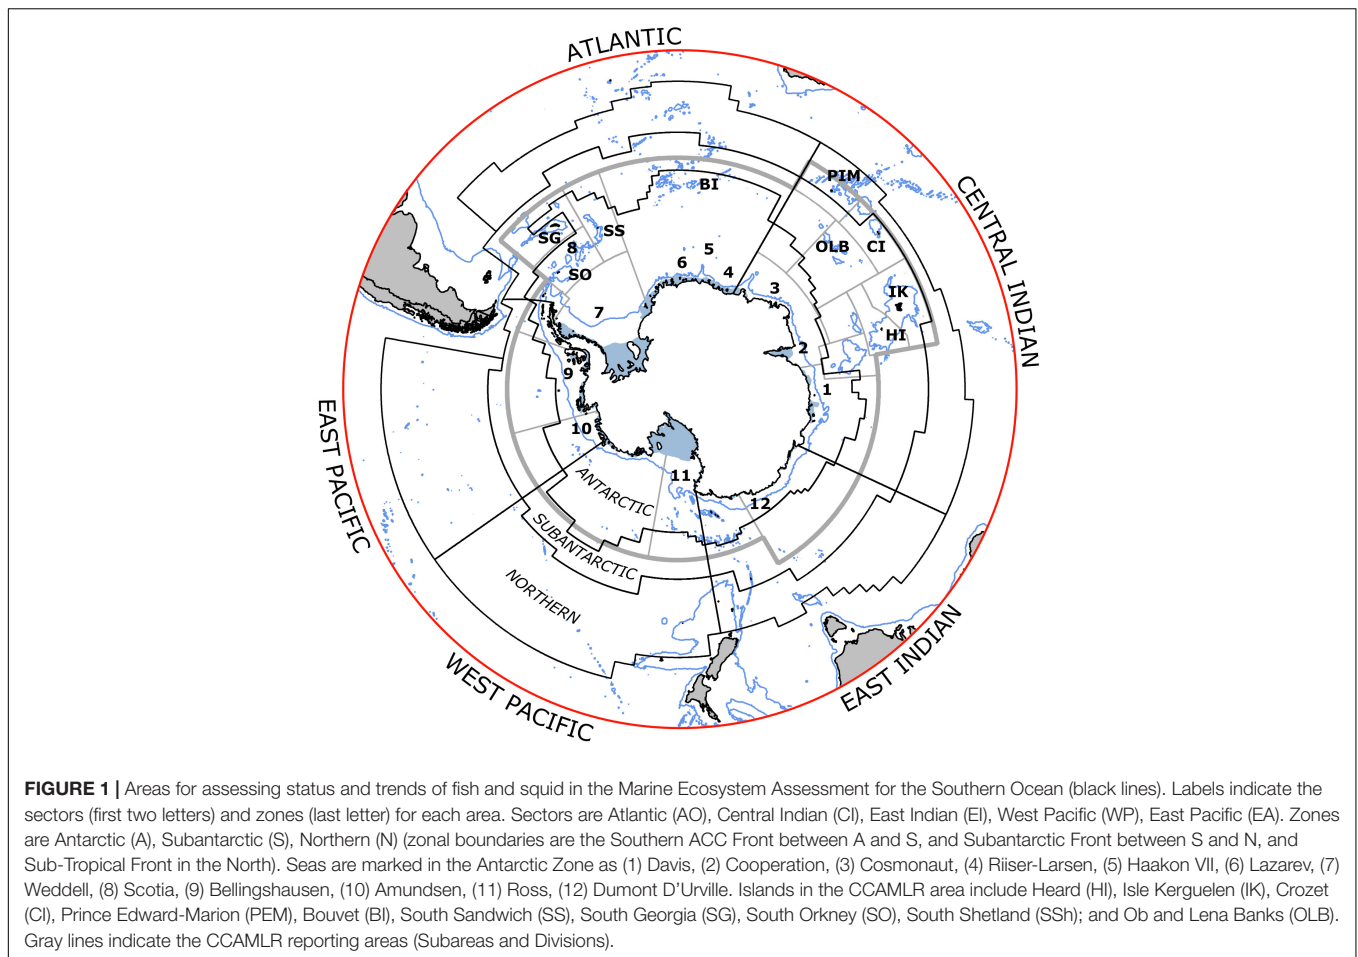 ATLANTIC
CENTRAL INDIAN
EAST INDIAN
WEST PACIFIC
EAST PACIFIC
PIM
BI
SG
SS
8
SO
OLB
CI
IK
HI
5
6
4
3
7
2
1
9
10
11
12
ANTARCTIC
SUBANTARCTIC
NORTHERN
FIGURE 1 | Areas for assessing status and trends of fish and squid in the Marine Ecosystem Assessment for the Southern Ocean (black lines). Labels indicate the
sectors (first two letters) and zones (last letter) for each area. Sectors are Atlantic (AO), Central Indian (CI), East Indian (EI), West Pacific (WP), East Pacific (EA). Zones
are Antarctic (A), Subantarctic (S), Northern (N) (zonal boundaries are the Southern ACC Front between A and S, and Subantarctic Front between S and N, and
Sub-Tropical Front in the North). Seas are marked in the Antarctic Zone as (1) Davis, (2) Cooperation, (3) Cosmonaut, (4) Riiser-Larsen, (5) Haakon VII, (6) Lazarev, (7)
Weddell, (8) Scotia, (9) Bellingshausen, (10) Amundsen, (11) Ross, (12) Dumont D'Urville. Islands in the CCAMLR area include Heard (HI), Isle Kerguelen (IK), Crozet
(CI), Prince Edward-Marion (PEM), Bouvet (BI), South Sandwich (SS), South Georgia (SG), South Orkney (SO), South Shetland (SSh); and Ob and Lena Banks (OLB).
Gray lines indicate the CCAMLR reporting areas (Subareas and Divisions).